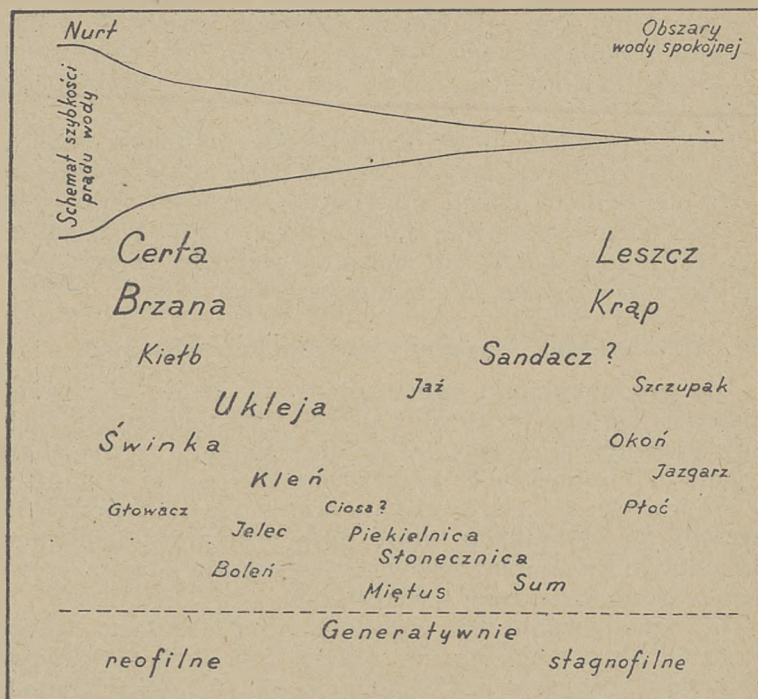 Nurt
Obszary
wody spokojnej
Schemat szybkości
prądu wody
Certa
Leszcz
Brzana
Krąp
Kiełb
Sandacz ?
Jaź
Szczupak
Ukleja
Świnka
Okoń
Jazgarz
Kleń
Głowacz
Ciosa ?
Płoć
Jelec
Piekielnica
Słonecznica
Boleń
Sum
Miętus
Generatywnie
reofilne
stagnofilne